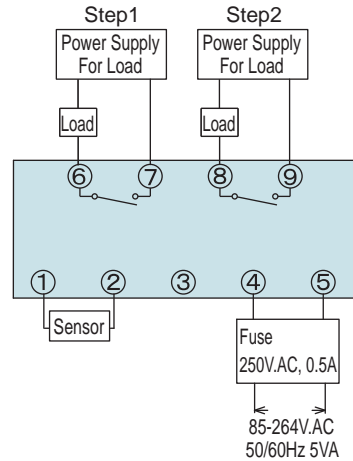 Step1 Step2
Power Supply
For Load
Power Supply
For Load
Load
Load
⑥ ⑦ ⑧ ⑨
① ② ③ ④ ⑤
Sensor
Fuse
250V.AC, 0.5A
85-264V.AC
50/60Hz 5VA